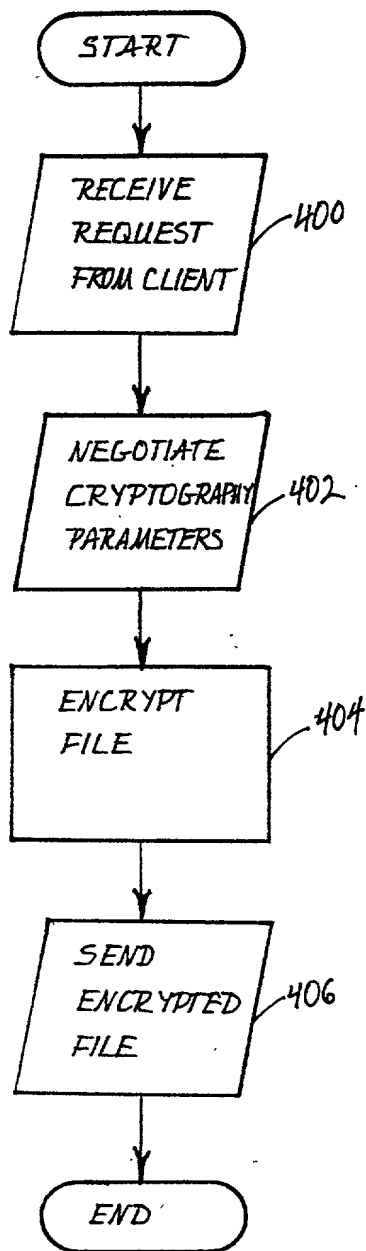 START
RECEIVE
REQUEST
FROM CLIENT
400
NEGOTIATE
CRYPTOGRAPHY
PARAMETERS
402
ENCRYPT
FILE
404
SEND
ENCRYPTED
FILE
406
END